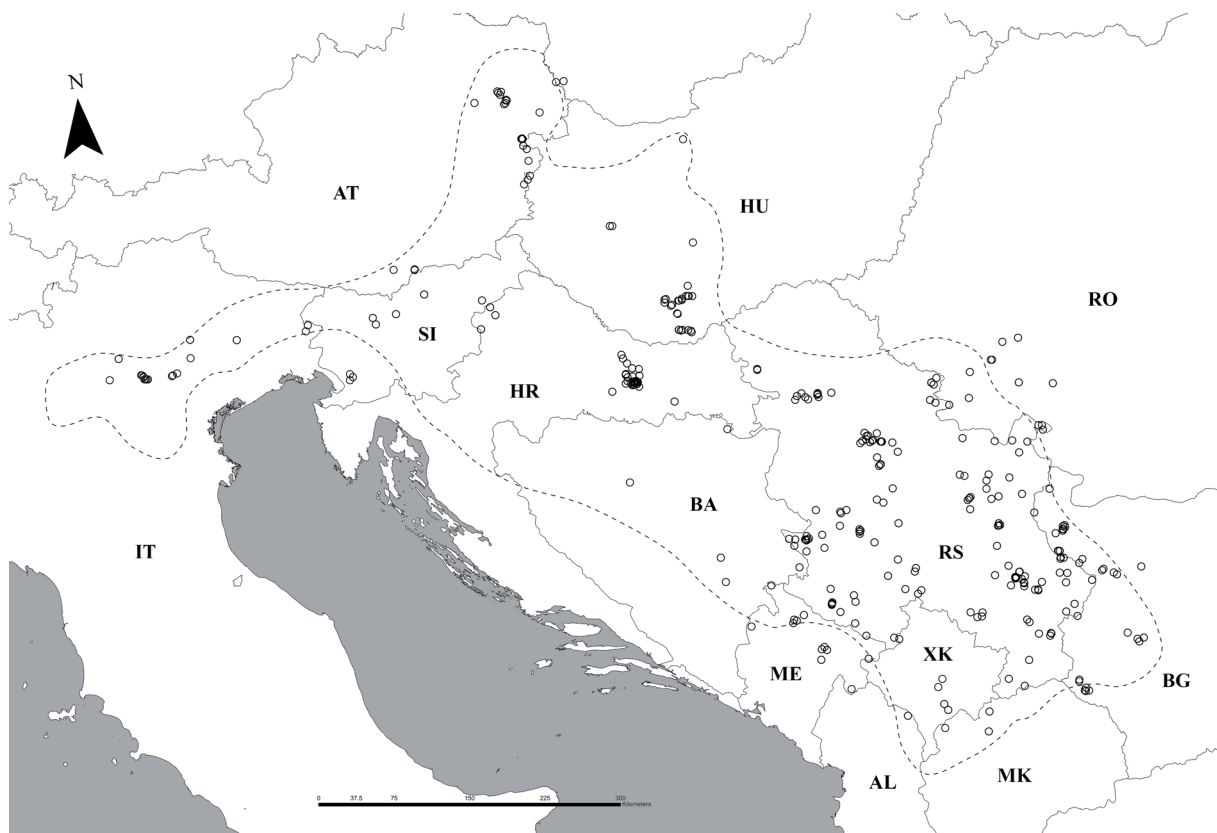 N
AT
HU
RO
SI
HR
BA
IT
RS
XK
ME
BG
AL
MK
0 37.5 75 150 225 300
Kilometers